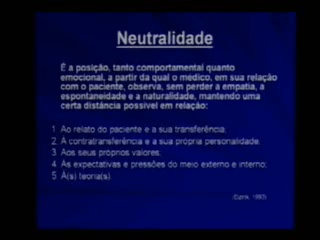 Neutralidade
É a posição, tanto comportamental quanto
emocional, a partir da qual o médico, em sua relação
com o paciente, observa, sem perder a empatia, a
espontaneidade e a naturalidade, mantendo uma
certa distância possível em relação:
1 Ao relato do paciente e a sua transferência;
2 À contratransferência e a sua própria personalidade;
3 Aos seus próprios valores;
4 As expectativas e pressões do meio externo e interno;
5 À(s) teoria(s)